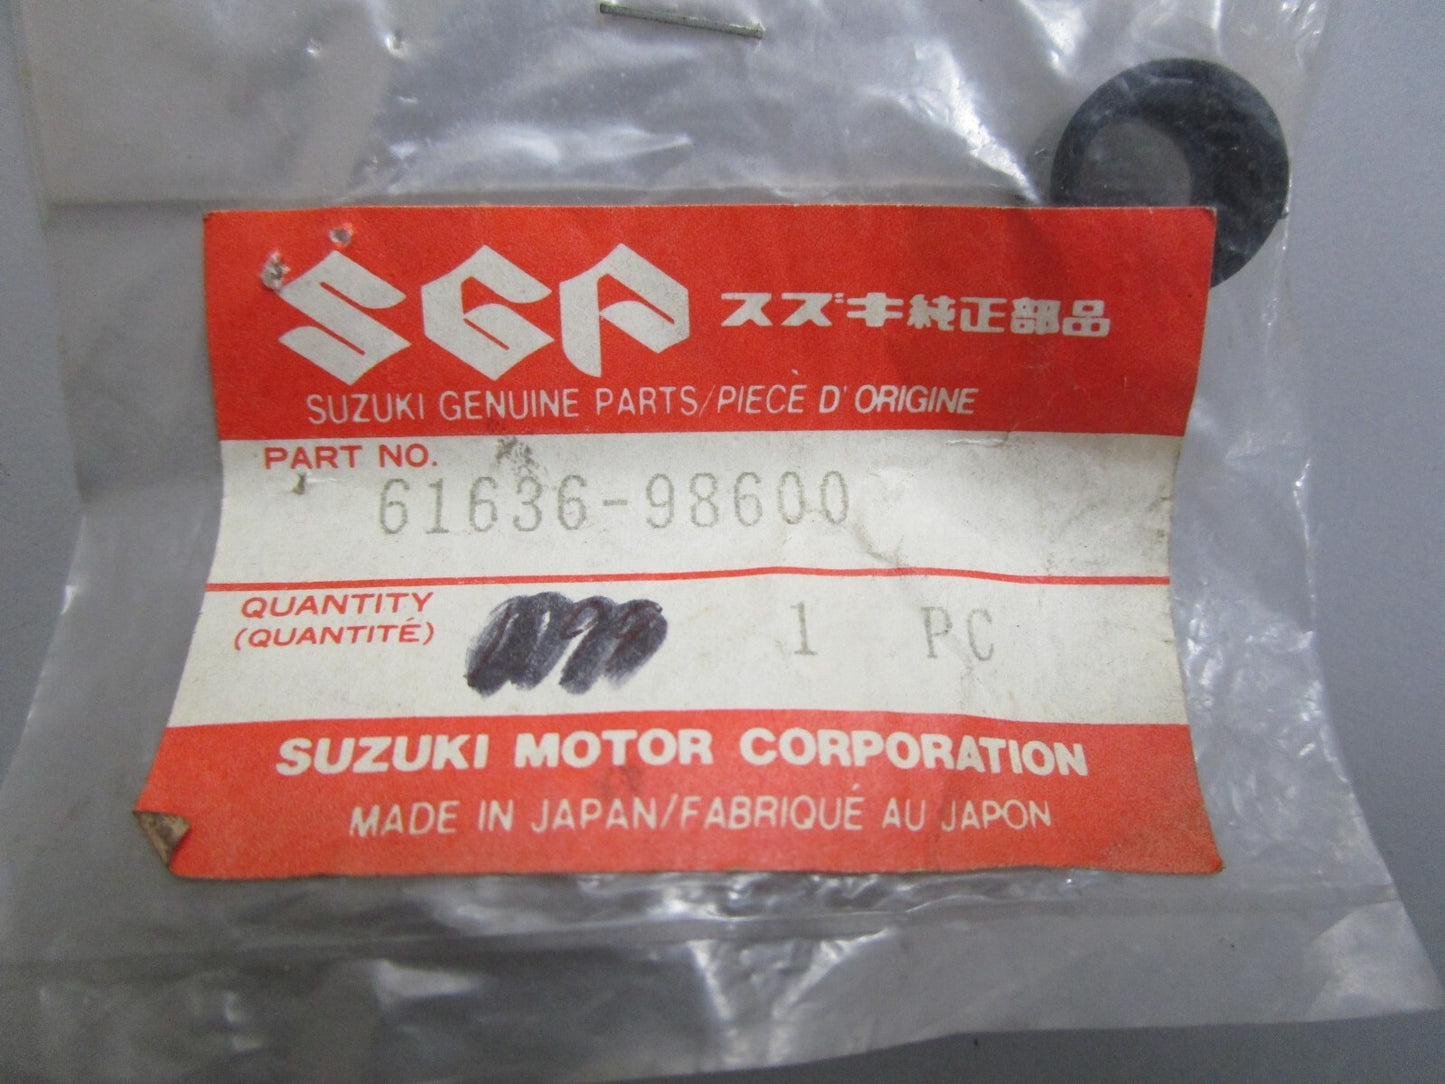 SGP スズキ純正部品
SUZUKI GENUINE PARTS/PIECÈ D'ORIGINE
PART NO.
61636-98600
QUANTITY 1 PC
(QUANTITÉ)
SUZUKI MOTOR CORPORATION
MADE IN JAPAN/FABRIQUÉ AU JAPON